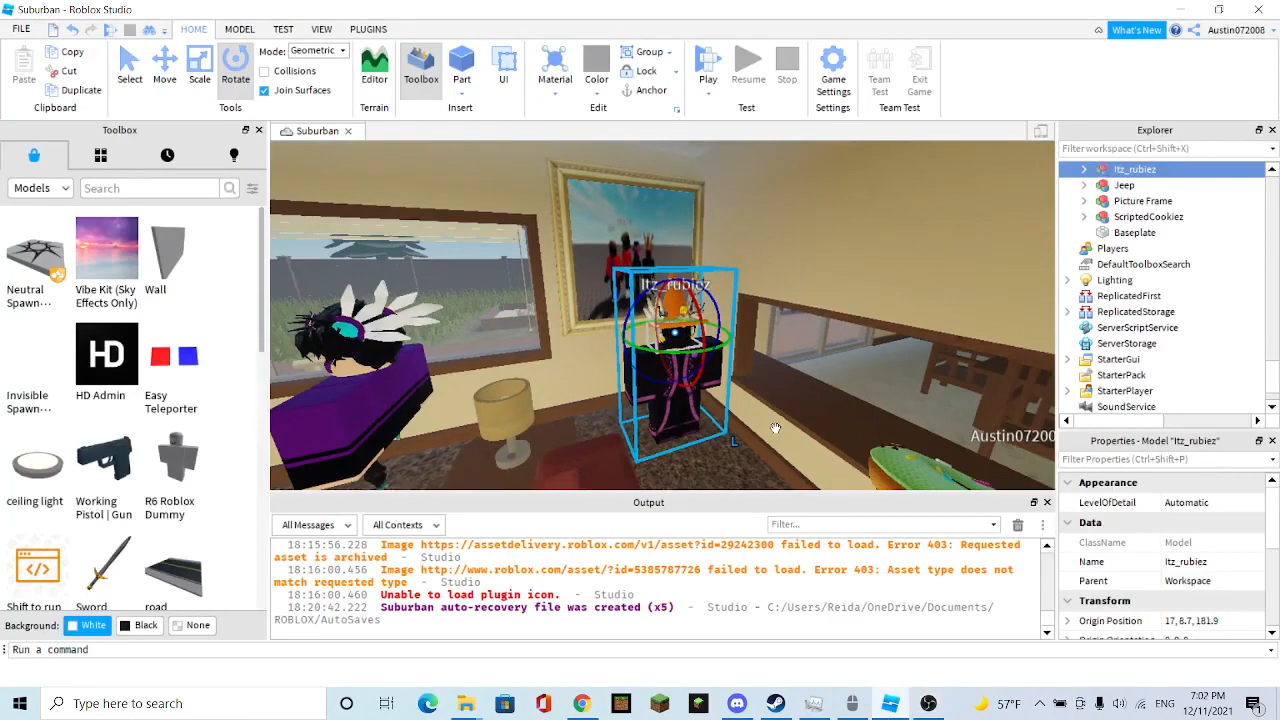 Suburban - Roblox Studio
FILE HOME MODEL TEST VIEW PLUGINS What's New Austin072008
Paste Copy Cut Duplicate Clipboard
Select Move Scale Rotate Mode: Geometric Collisions Join Surfaces Tools
Editor Terrain
Toolbox Part UI Insert
Material Color Group Lock Anchor Edit
Play Resume Stop Test
Game Settings Settings
Team Test Exit Game Team Test
Toolbox
Models Search
Neutral Spawn...
Vibe Kit (Sky Effects Only)
Wall
Invisible Spawn...
HD
HD Admin
Easy Teleporter
ceiling light
Working Pistol | Gun
R6 Roblox Dummy
Shift to run
Sword
road
Background: White Black None
Suburban
Itz_rubiez
Austin07200
L
Output
All Messages All Contexts Filter...
18:15:56.228 Image https://assetdelivery.roblox.com/v1/asset?id=29242300 failed to load. Error 403: Requested
asset is archived - Studio
18:16:00.456 Image http://www.roblox.com/asset/?id=5385787726 failed to load. Error 403: Asset type does not
match requested type - Studio
18:16:00.460 Unable to load plugin icon. - Studio
18:20:42.222 Suburban auto-recovery file was created (x5) - Studio - C:/Users/Reida/OneDrive/Documents/
ROBLOX/AutoSaves
Explorer
Filter workspace (Ctrl+Shift+X)
Itz_rubiez
Jeep
Picture Frame
ScriptedCookiez
Baseplate
Players
DefaultToolboxSearch
Lighting
ReplicatedFirst
ReplicatedStorage
ServerScriptService
ServerStorage
StarterGui
StarterPack
StarterPlayer
SoundService
Properties - Model "Itz_rubiez"
Filter Properties (Ctrl+Shift+P)
Appearance
LevelOfDetail Automatic
Data
ClassName Model
Name Itz_rubiez
Parent Workspace
Transform
Origin Position 17, 8.7, 181.9
Run a command
Type here to search
57°F
12/11/2021